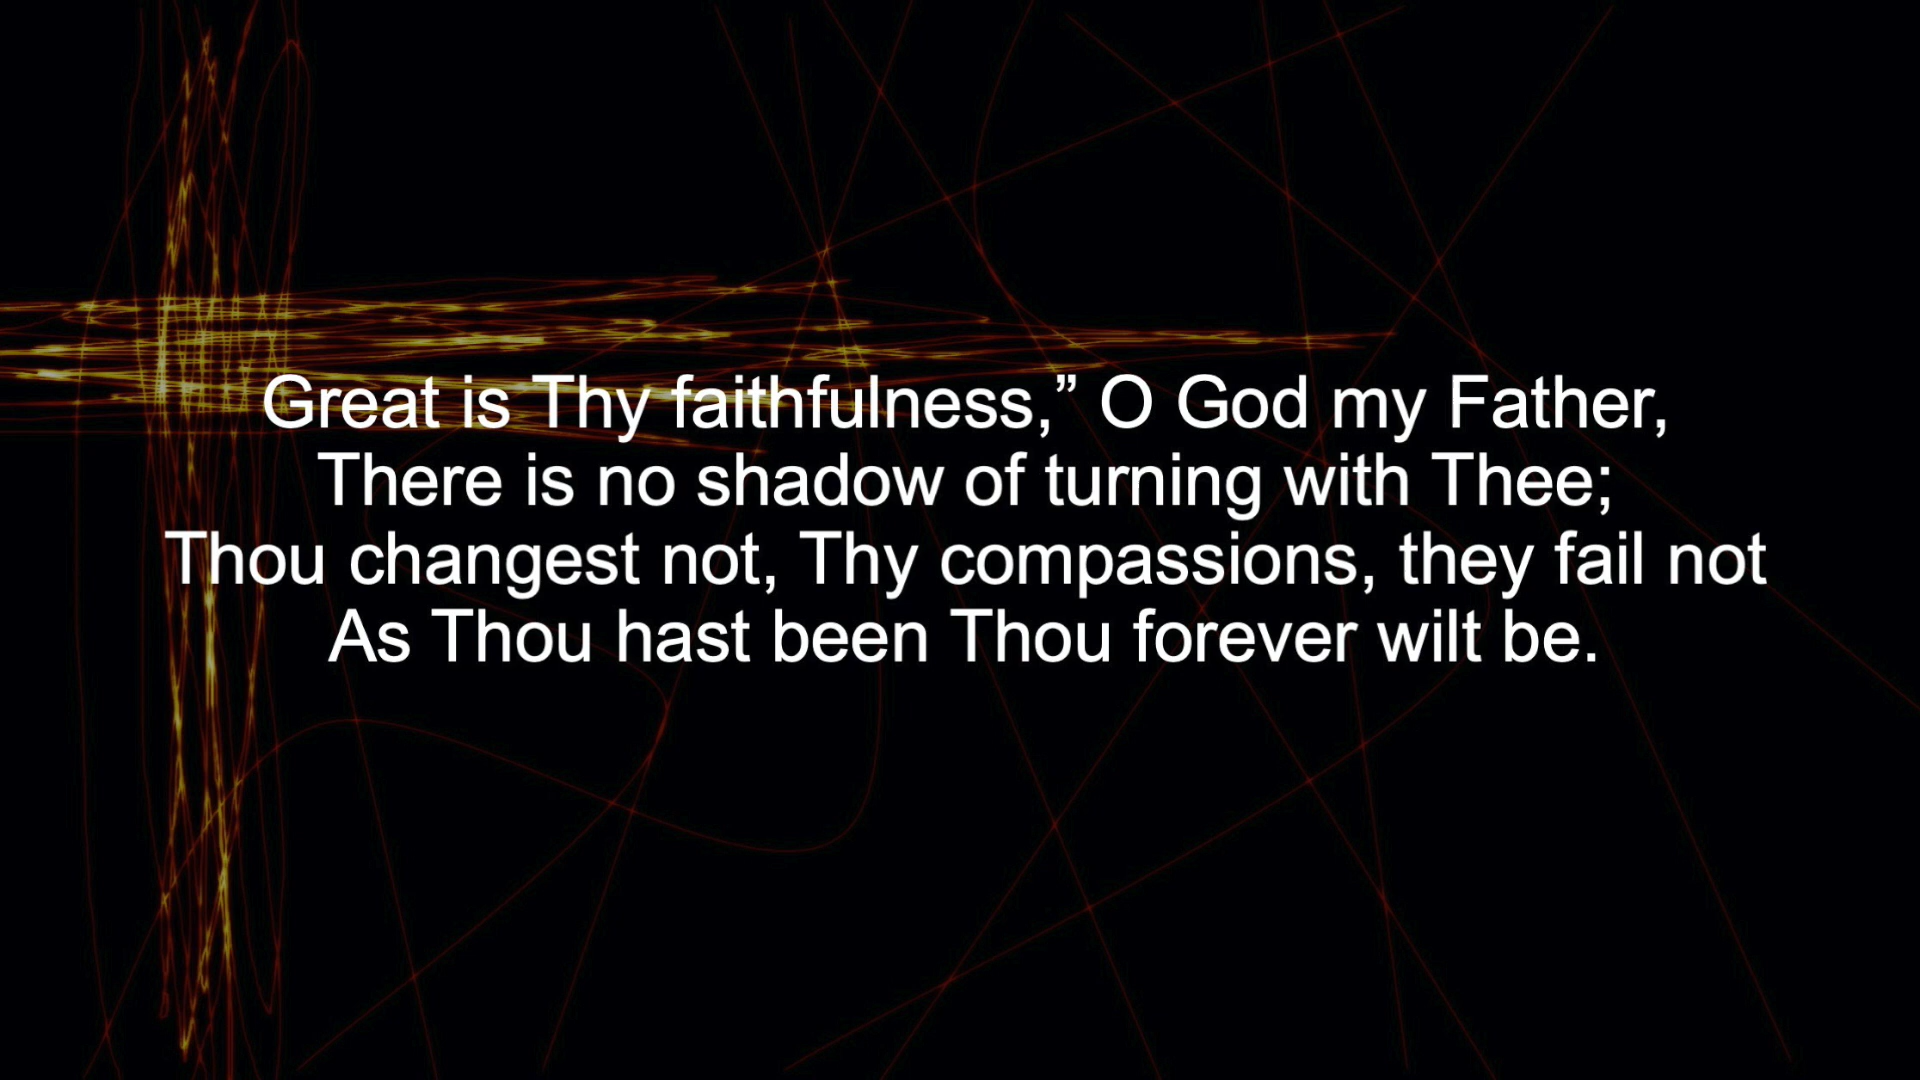 Great is Thy faithfulness,” O God my Father,
There is no shadow of turning with Thee;
Thou changest not, Thy compassions, they fail not
As Thou hast been Thou forever wilt be.